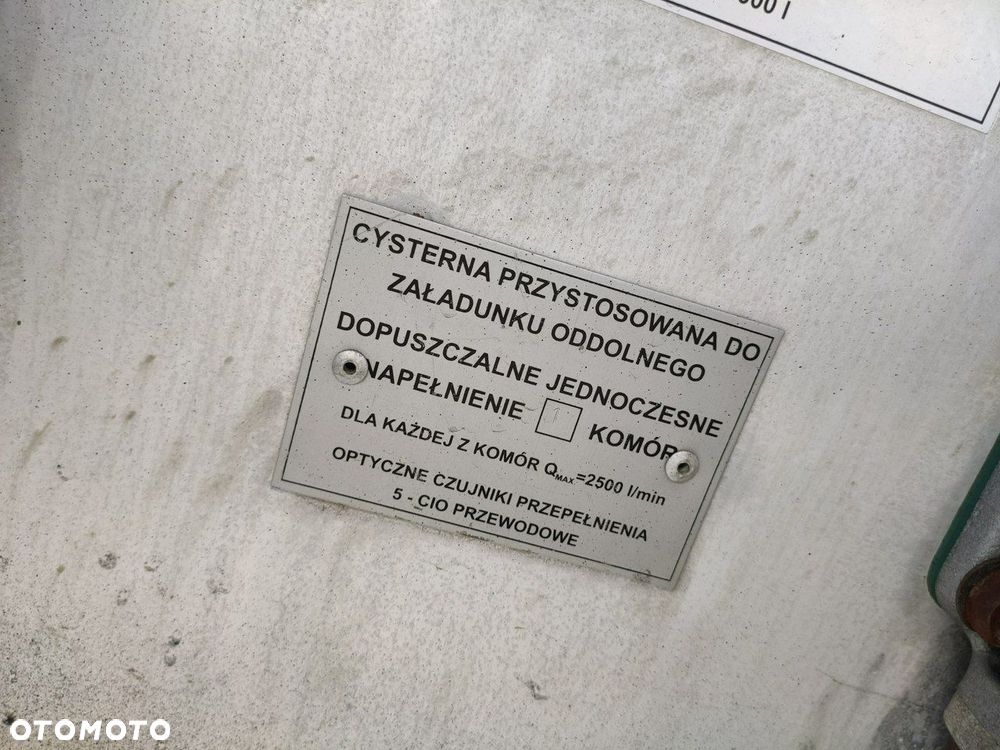 000 l
CYSTERNA PRZYSTOSOWANA DO
ZAŁADUNKU ODDOLNEGO
DOPUSZCZALNE JEDNOCZESNE
NAPEŁNIENIE 1 KOMÓR
DLA KAŻDEJ Z KOMÓR QMAX=2500 l/min
OPTYCZNE CZUJNIKI PRZEPEŁNIENIA
5 - CIO PRZEWODOWE
OTOMOTO